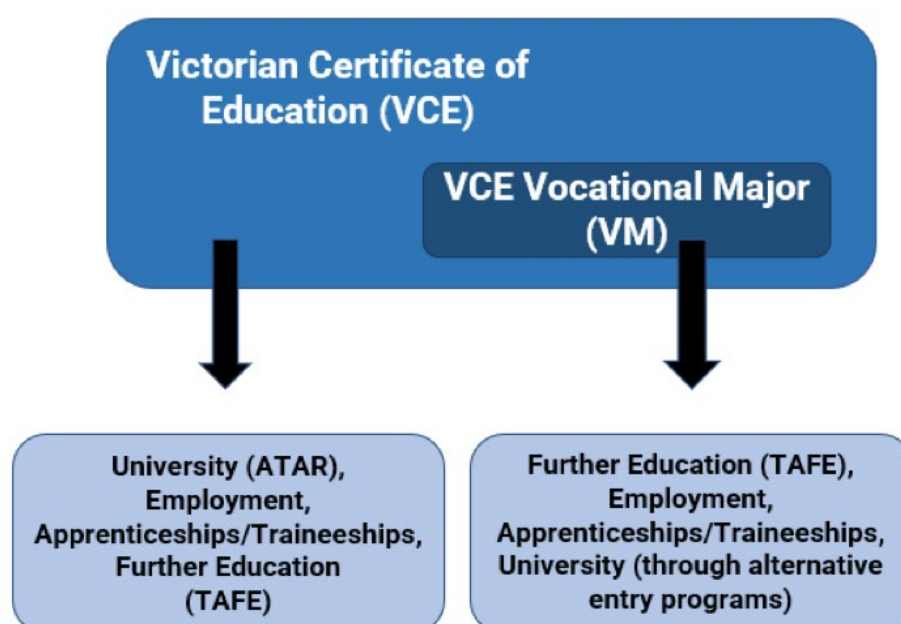 Victorian Certificate of
Education (VCE)
VCE Vocational Major
(VM)
University (ATAR),
Employment,
Apprenticeships/Traineeships,
Further Education
(TAFE)
Further Education (TAFE),
Employment,
Apprenticeships/Traineeships,
University (through alternative
entry programs)